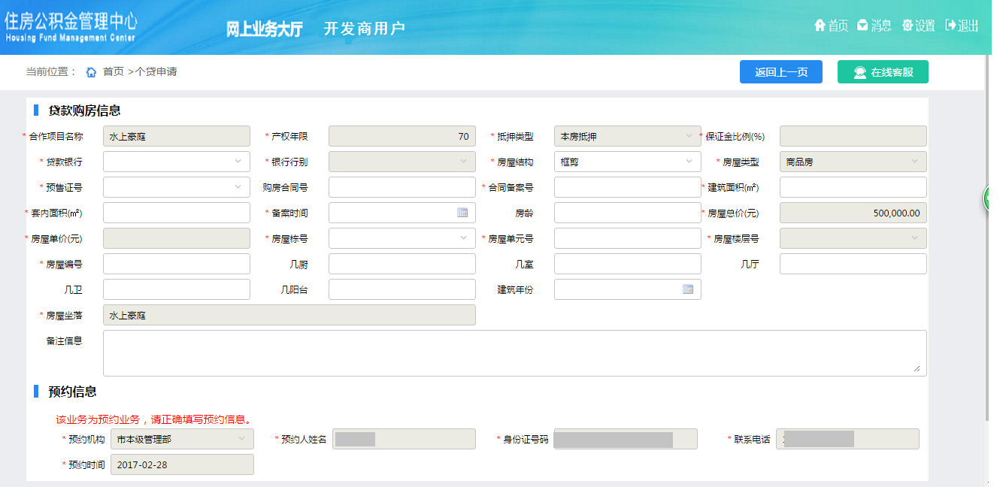 住房公积金管理中心
Housing Fund Management Center
网上业务大厅 开发商用户
首页 消息 设置 退出
当前位置： 首页 >个贷申请
返回上一页 在线客服
贷款购房信息
* 合作项目名称 水上豪庭 * 产权年限 70 * 抵押类型 本房抵押 * 保证金比例(%)
* 贷款银行 * 银行行别 * 房屋结构 框剪 * 房屋类型 商品房
* 预售证号 购房合同号 * 合同备案号 * 建筑面积(㎡)
* 套内面积(㎡) * 备案时间 房龄 * 房屋总价(元) 500,000.00
* 房屋单价(元) * 房屋栋号 * 房屋单元号 * 房屋楼层号
* 房屋编号 几厨 几室 几厅
几卫 几阳台 建筑年份
* 房屋坐落 水上豪庭
备注信息
预约信息
该业务为预约业务，请正确填写预约信息。
* 预约机构 市本级管理部 * 预约人姓名 * 身份证号码 * 联系电话
* 预约时间 2017-02-28